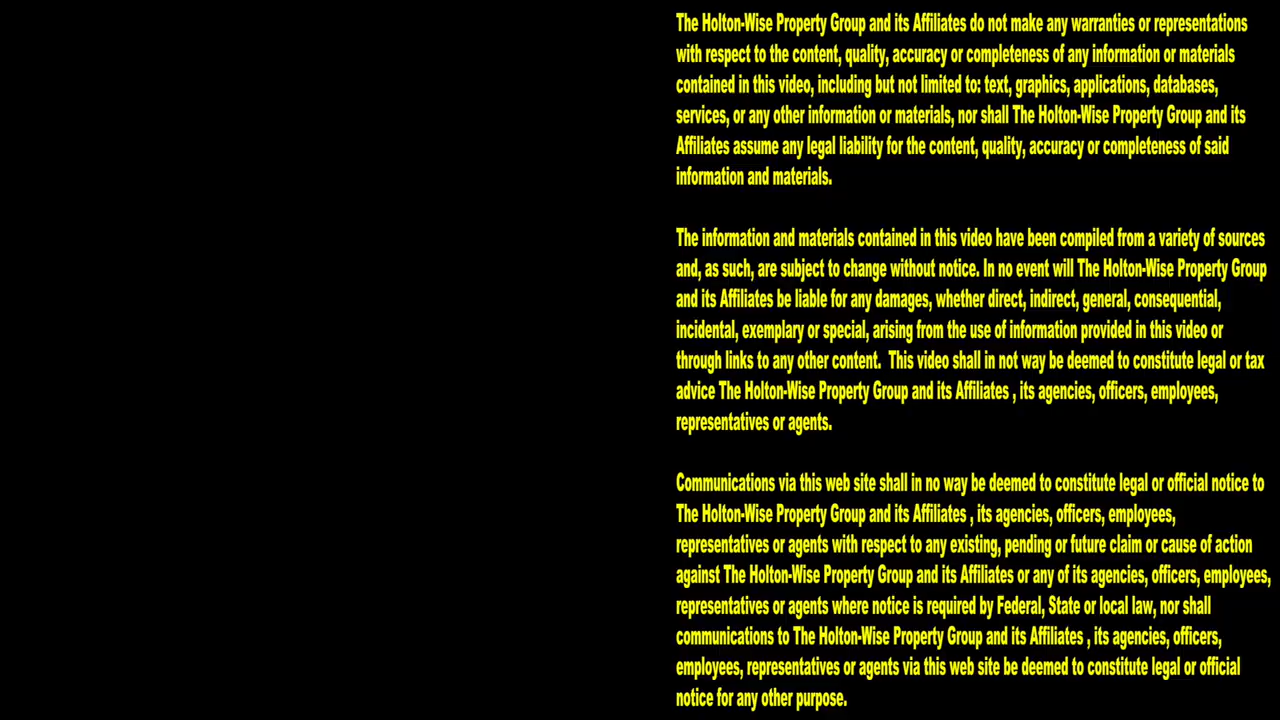 The Holton-Wise Property Group and its Affiliates do not make any warranties or representations
with respect to the content, quality, accuracy or completeness of any information or materials
contained in this video, including but not limited to: text, graphics, applications, databases,
services, or any other information or materials, nor shall The Holton-Wise Property Group and its
Affiliates assume any legal liability for the content, quality, accuracy or completeness of said
information and materials.
The information and materials contained in this video have been compiled from a variety of sources
and, as such, are subject to change without notice. In no event will The Holton-Wise Property Group
and its Affiliates be liable for any damages, whether direct, indirect, general, consequential,
incidental, exemplary or special, arising from the use of information provided in this video or
through links to any other content.  This video shall in not way be deemed to constitute legal or tax
advice The Holton-Wise Property Group and its Affiliates , its agencies, officers, employees,
representatives or agents.
Communications via this web site shall in no way be deemed to constitute legal or official notice to
The Holton-Wise Property Group and its Affiliates , its agencies, officers, employees,
representatives or agents with respect to any existing, pending or future claim or cause of action
against The Holton-Wise Property Group and its Affiliates or any of its agencies, officers, employees,
representatives or agents where notice is required by Federal, State or local law, nor shall
communications to The Holton-Wise Property Group and its Affiliates , its agencies, officers,
employees, representatives or agents via this web site be deemed to constitute legal or official
notice for any other purpose.